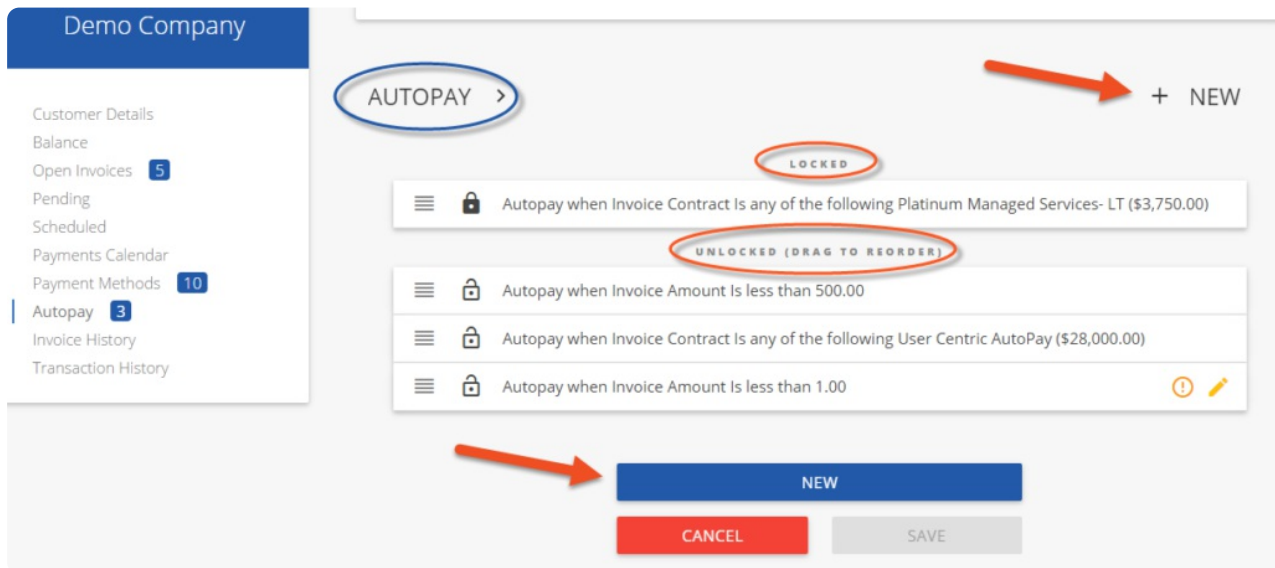 Demo Company
Customer Details
Balance
Open Invoices 5
Pending
Scheduled
Payments Calendar
Payment Methods 10
Autopay 3
Invoice History
Transaction History
AUTOPAY >
+ NEW
LOCKED
Autopay when Invoice Contract Is any of the following Platinum Managed Services- LT ($3,750.00)
UNLOCKED (DRAG TO REORDER)
Autopay when Invoice Amount Is less than 500.00
Autopay when Invoice Contract Is any of the following User Centric AutoPay ($28,000.00)
Autopay when Invoice Amount Is less than 1.00
NEW
CANCEL SAVE